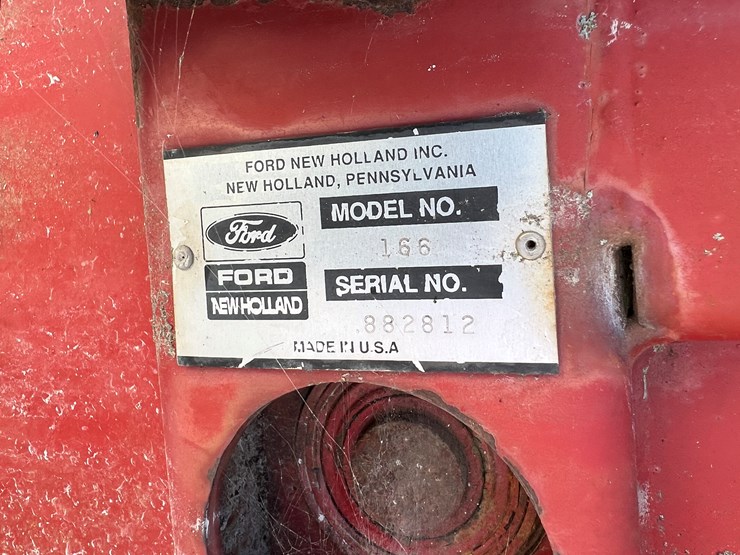 FORD NEW HOLLAND INC.
NEW HOLLAND, PENNSYLVANIA
MODEL NO.
Ford
166
FORD
NEW HOLLAND
SERIAL NO.
882812
MADE IN U.S.A